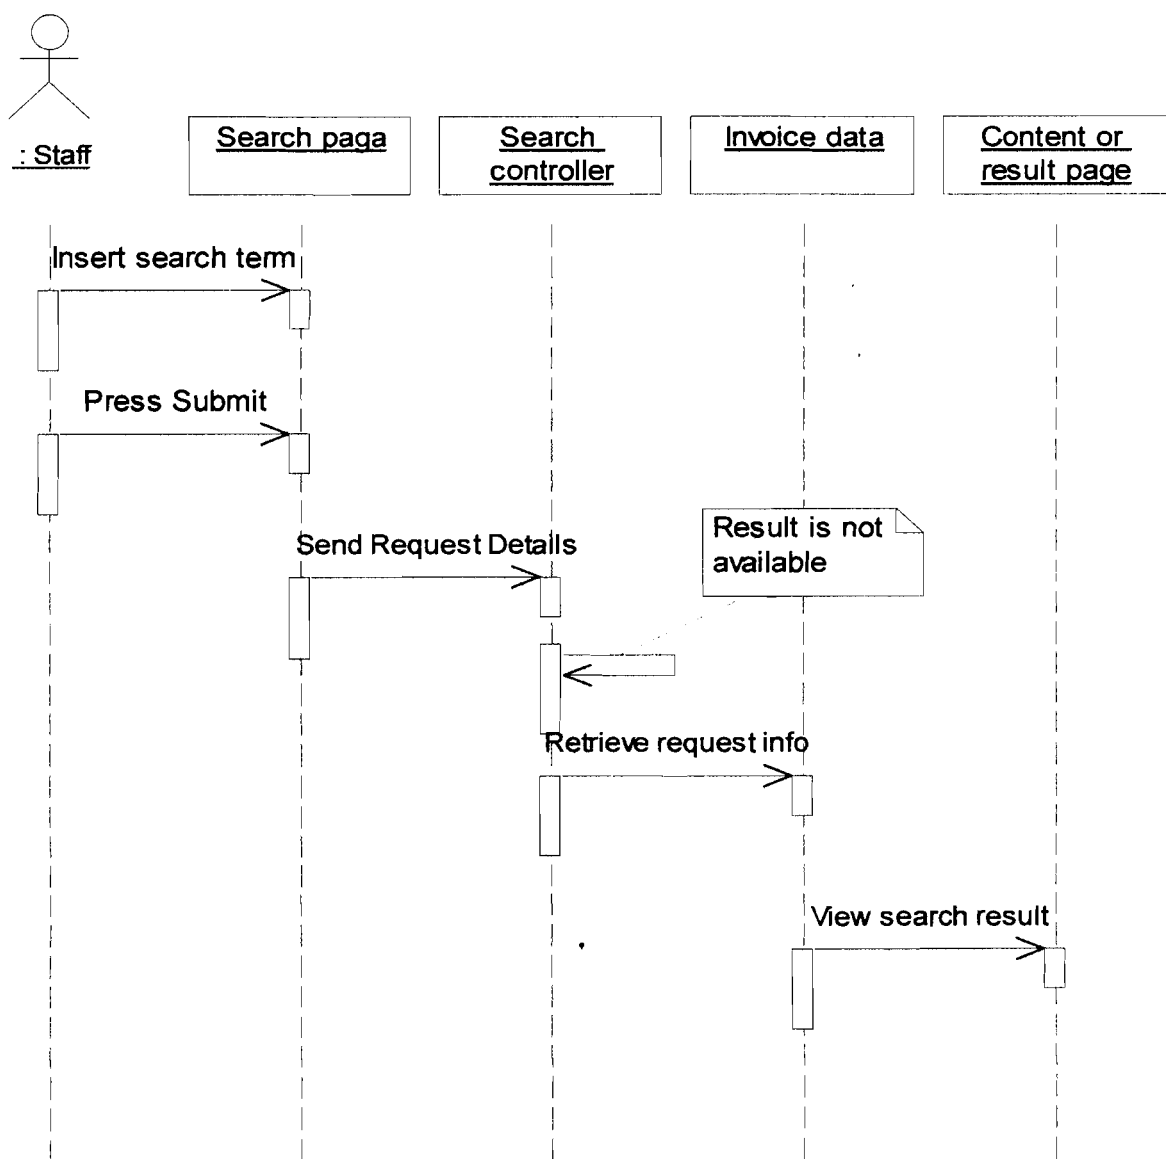 : Staff
Search paga
Search
controller
Invoice data
Content or
result page
Insert search term
Press Submit
Send Request Details
Result is not
available
Retrieve request info
View search result